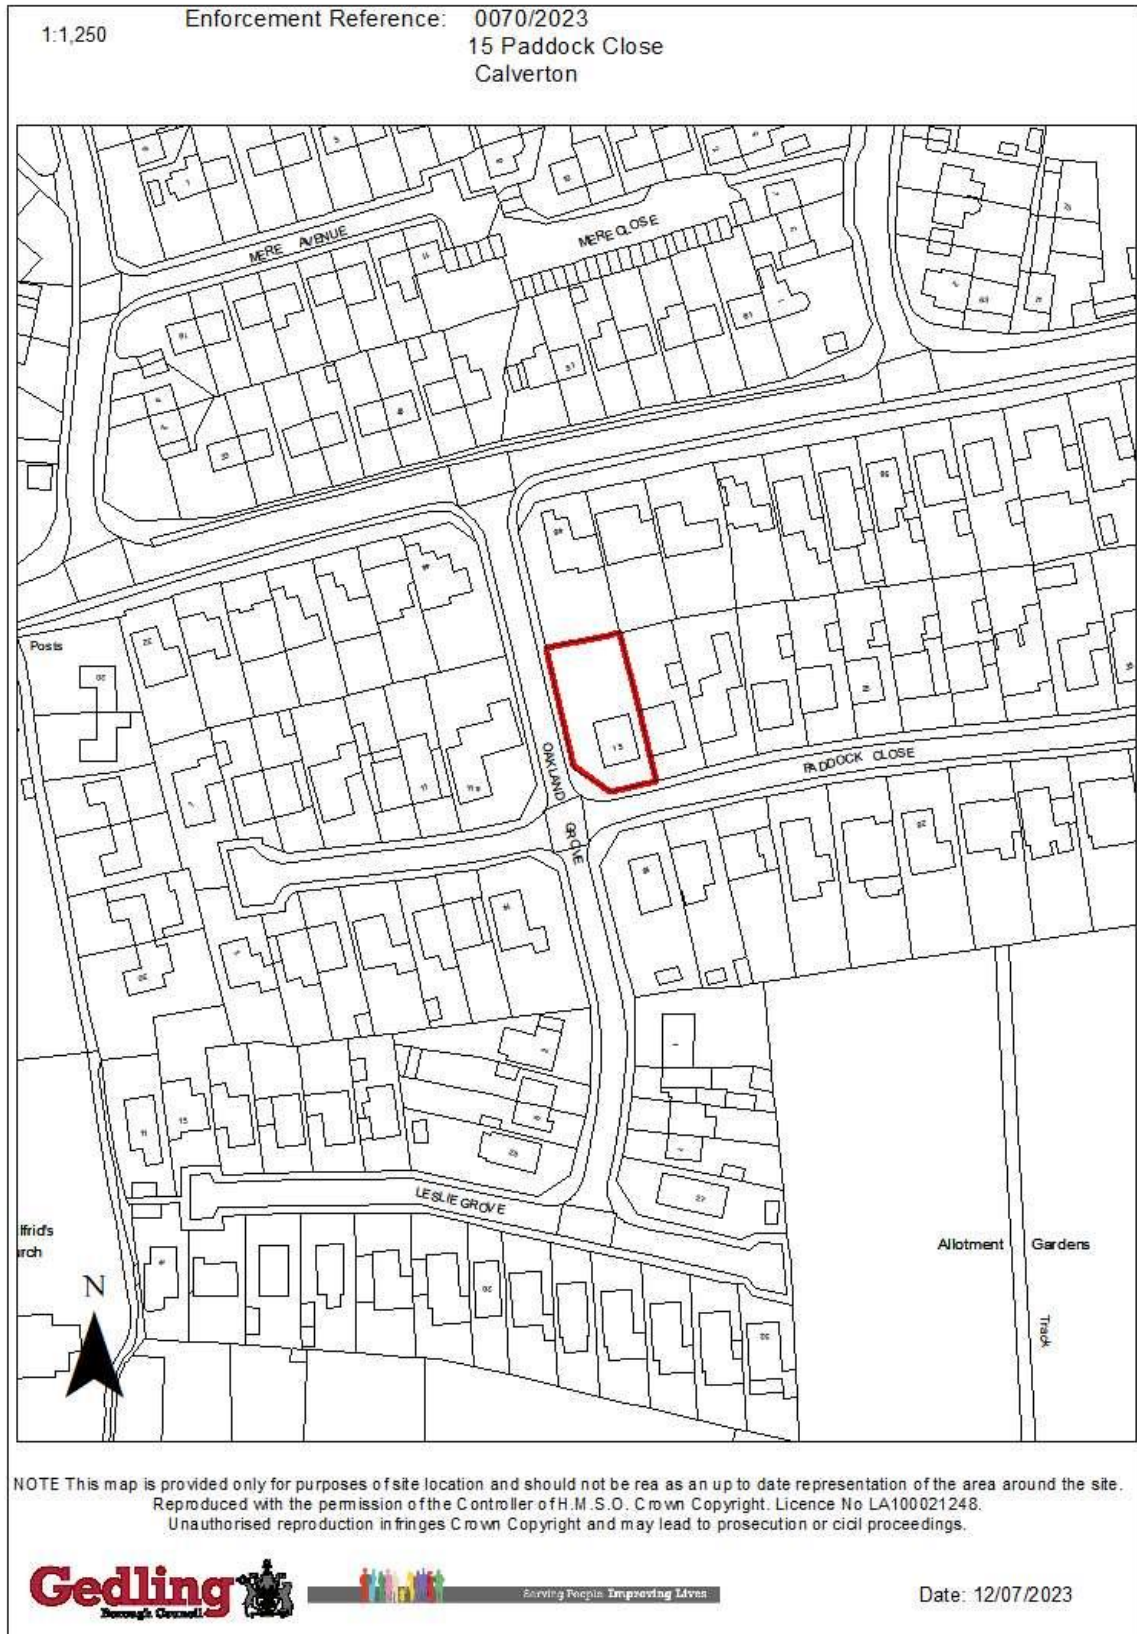 1:1,250
Enforcement Reference: 0070/2023
15 Paddock Close
Calverton
MERE AVENUE
MERE CLOSE
Posts
OAKLAND
GROVE
PADDOCK CLOSE
15
LESLIE GROVE
lfrid's
urch
Allotment Gardens
Track
N
NOTE This map is provided only for purposes of site location and should not be rea as an up to date representation of the area around the site.
Reproduced with the permission of the Controller of H.M.S.O. Crown Copyright. Licence No LA100021248.
Unauthorised reproduction infringes Crown Copyright and may lead to prosecution or cicil proceedings.
Gedling
Borough Council
Serving People Improving Lives
Date: 12/07/2023